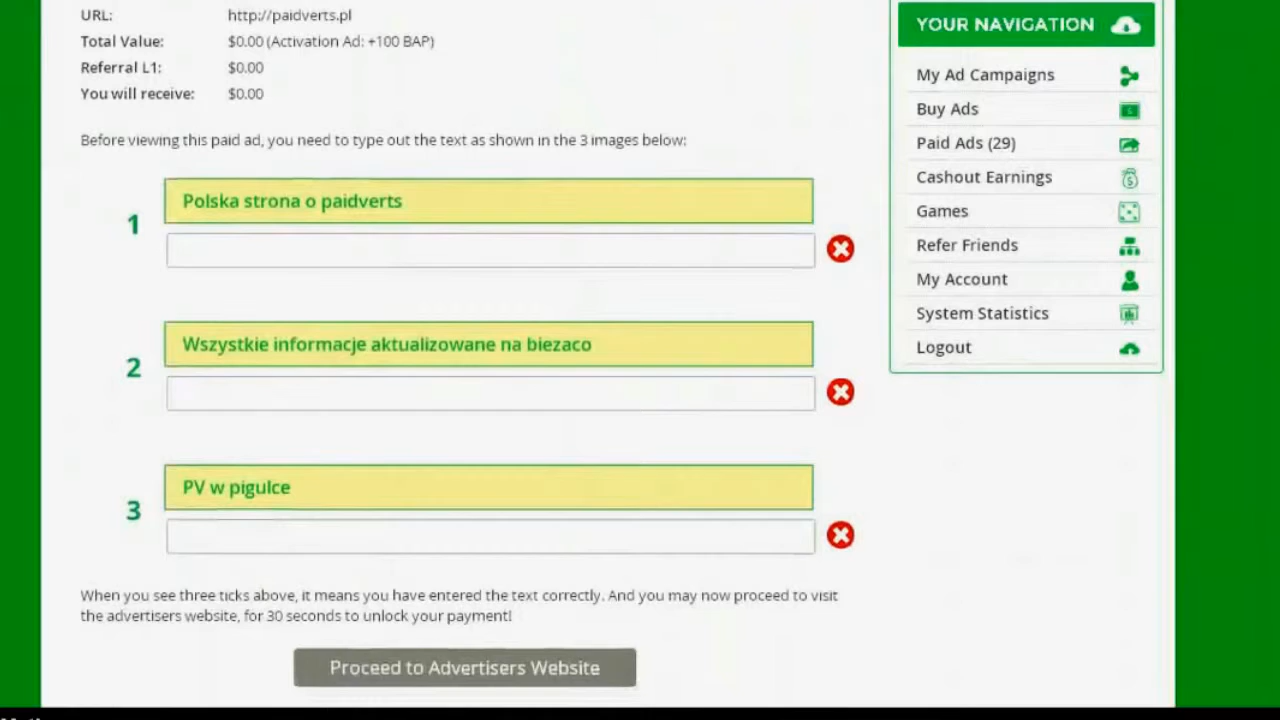 URL: http://paidverts.pl
Total Value: $0.00 (Activation Ad: +100 BAP)
Referral L1: $0.00
You will receive: $0.00
Before viewing this paid ad, you need to type out the text as shown in the 3 images below:
1
Polska strona o paidverts
2
Wszystkie informacje aktualizowane na biezaco
3
PV w pigulce
When you see three ticks above, it means you have entered the text correctly. And you may now proceed to visit
the advertisers website, for 30 seconds to unlock your payment!
Proceed to Advertisers Website
YOUR NAVIGATION
My Ad Campaigns
Buy Ads
Paid Ads (29)
Cashout Earnings
Games
Refer Friends
My Account
System Statistics
Logout